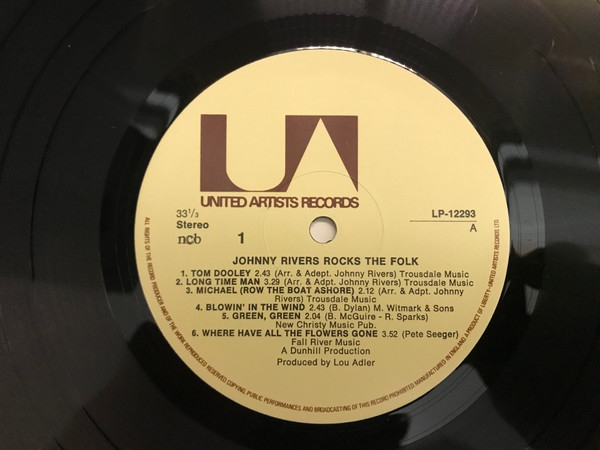 UA
UNITED ARTISTS RECORDS
33 1/3
Stereo
ncb
1
LP-12293
A
JOHNNY RIVERS ROCKS THE FOLK
1. TOM DOOLEY 2.43 (Arr. & Adept. Johnny Rivers) Trousdale Music
2. LONG TIME MAN 3.29 (Arr. & Adpt. Johnny Rivers) Trousdale Music
3. MICHAEL (ROW THE BOAT ASHORE) 2.12 (Arr. & Adpt. Johnny
Rivers) Trousdale Music
4. BLOWIN' IN THE WIND 2.43 (B. Dylan) M. Witmark & Sons
5. GREEN, GREEN 2.04 (B. McGuire - R. Sparks)
New Christy Music Pub.
6. WHERE HAVE ALL THE FLOWERS GONE 3.52 (Pete Seeger)
Fall River Music
A Dunhill Production
Produced by Lou Adler
ALL RIGHTS OF THE RECORD PRODUCER AND OF THE OWNER OF THE WORK REPRODUCED RESERVED COPYING, PUBLIC PERFORMANCES AND BROADCASTING OF THIS RECORD PROHIBITED MANUFACTURED IN ENGLAND A PRODUCT OF LIBERTY-UNITED ARTISTS RECORDS LTD